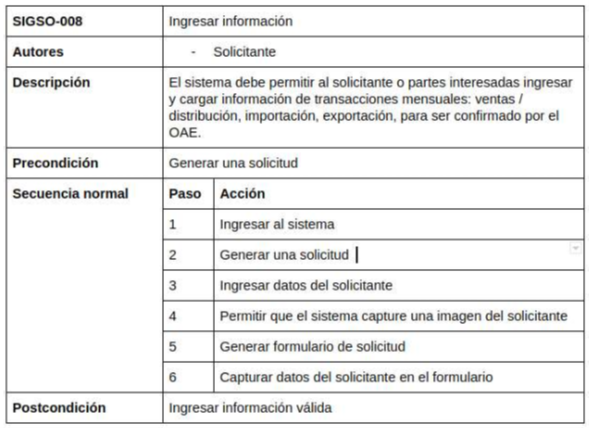 SIGSO-008 Ingresar información
Autores - Solicitante
Descripción El sistema debe permitir al solicitante o partes interesadas ingresar
y cargar información de transacciones mensuales: ventas /
distribución, importación, exportación, para ser confirmado por el
OAE.
Precondición Generar una solicitud
Secuencia normal Paso Acción
1 Ingresar al sistema
2 Generar una solicitud
3 Ingresar datos del solicitante
4 Permitir que el sistema capture una imagen del solicitante
5 Generar formulario de solicitud
6 Capturar datos del solicitante en el formulario
Postcondición Ingresar información válida